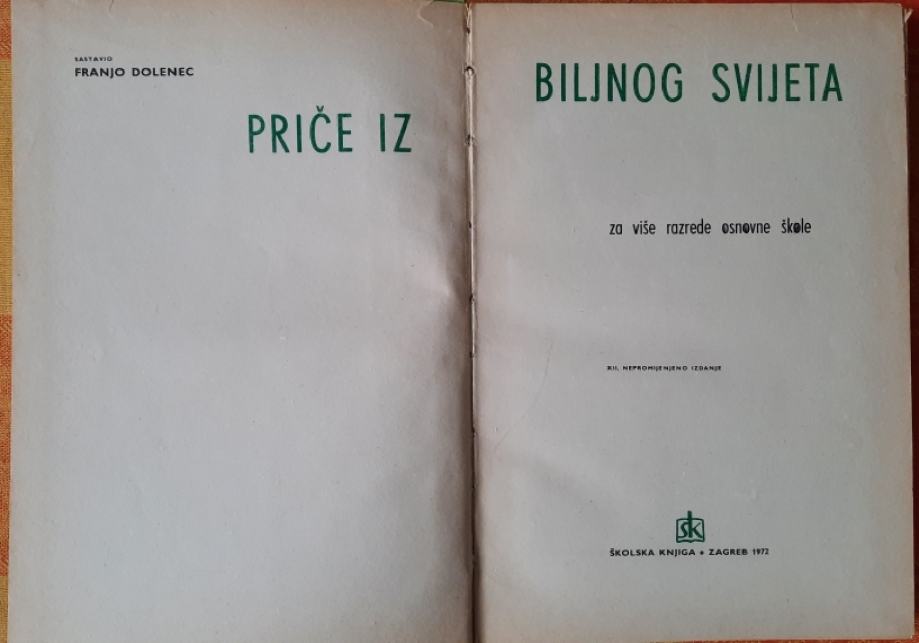 SASTAVIO
FRANJO DOLENEC
PRIČE IZ
BILJNOG SVIJETA
za više razrede osnovne škole
XII, NEPROMIJENJENO IZDANJE
ŠK
ŠKOLSKA KNJIGA • ZAGREB 1972